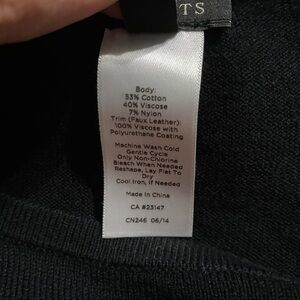 TS
Body:
53% Cotton
40% Viscose
7% Nylon
Trim (Faux Leather):
100% Viscose with
Polyurethane Coating
Machine Wash Cold
Gentle Cycle
Only Non-Chlorine
Bleach When Needed
Reshape, Lay Flat To
Dry
Cool Iron, If Needed
Made in China
CA #23147
CN246 06/14